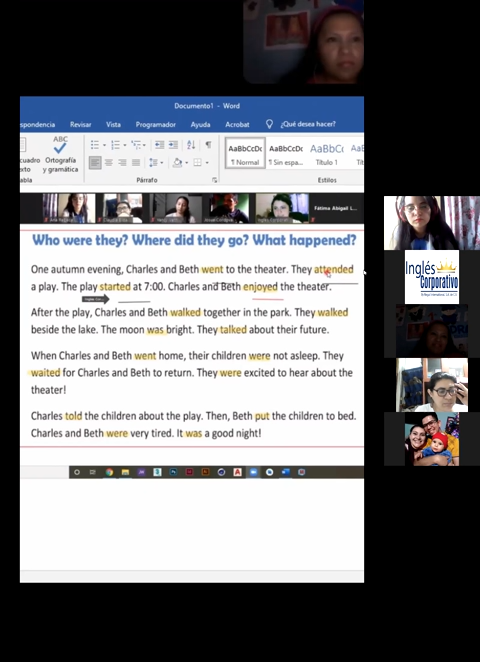 Documento1 - Word
spondencia Revisar Vista Programador Ayuda Acrobat ¿Qué desea hacer?
ABC
AaBbCcDc AaBbCcDc AaBbCc
cuadro Ortografía
y gramática
¶ Normal ¶ Sin espa... Título 1
Párrafo Estilos
Fátima Abigail L...
Who were they? Where did they go? What happened?
One autumn evening, Charles and Beth went to the theater. They attended
a play. The play started at 7:00. Charles and Beth enjoyed the theater.
After the play, Charles and Beth walked together in the park. They walked
beside the lake. The moon was bright. They talked about their future.
When Charles and Beth went home, their children were not asleep. They
waited for Charles and Beth to return. They were excited to hear about the
theater!
Charles told the children about the play. Then, Beth put the children to bed.
Charles and Beth were very tired. It was a good night!
Inglés
Corporativo